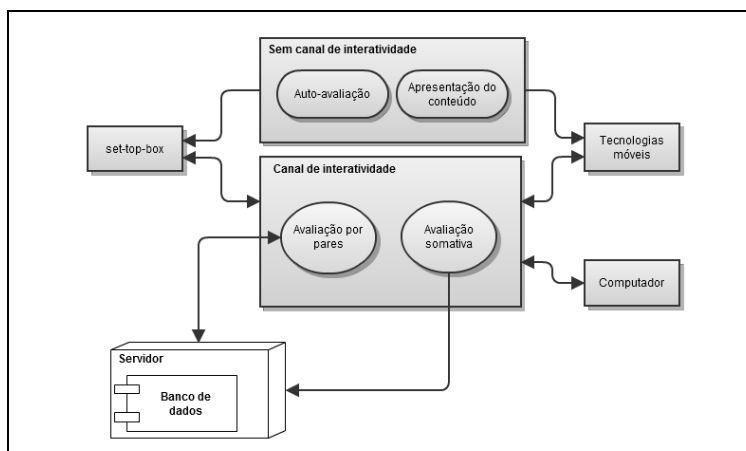 Sem canal de interatividade
Auto-avaliação
Apresentação do
conteúdo
set-top-box
Tecnologias
móveis
Canal de interatividade
Avaliação por
pares
Avaliação
somativa
Computador
Servidor
Banco de
dados